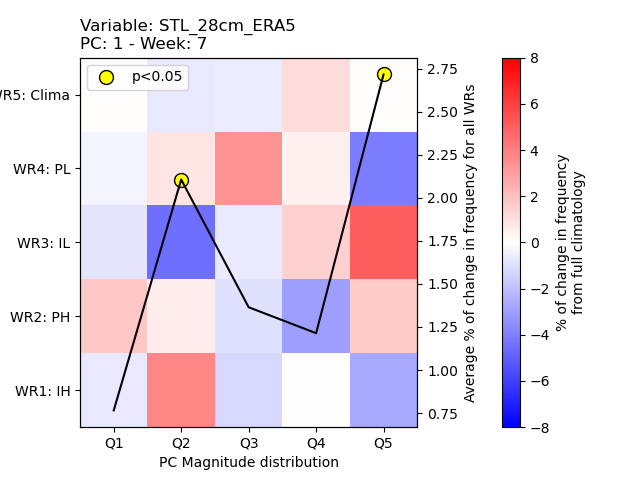 Variable: STL_28cm_ERA5
PC: 1 - Week: 7
p<0.05
WR5: Clima
WR4: PL
WR3: IL
WR2: PH
WR1: IH
Q1 Q2 Q3 Q4 Q5
PC Magnitude distribution
2.75
2.50
2.25
2.00
1.75
1.50
1.25
1.00
0.75
Average % of change in frequency for all WRs
8
6
4
2
0
−2
−4
−6
−8
% of change in frequency
from full climatology